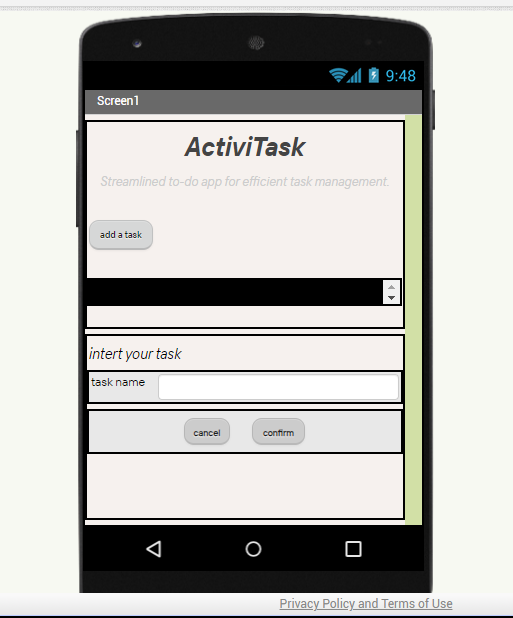 9:48
Screen1
ActiviTask
Streamlined to-do app for efficient task management.
add a task
intert your task
task name
cancel confirm
Privacy Policy and Terms of Use